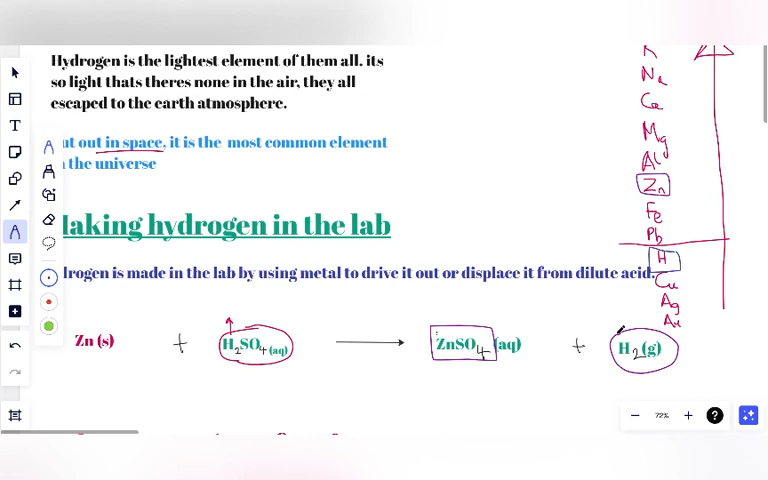 Hydrogen is the lightest element of them all. its
so light thats theres none in the air, they all
escaped to the earth atmosphere.
ut out in space, it is the most common element
the universe
Making hydrogen in the lab
drogen is made in the lab by using metal to drive it out or displace it from dilute acid.
Zn (s) + H2SO4 (aq) → ZnSO4 (aq) + H2 (g)
K
Na
Ca
Mg
Al
Zn
Fe
Pb
H
Cu
Ag
Au
T
A
72%